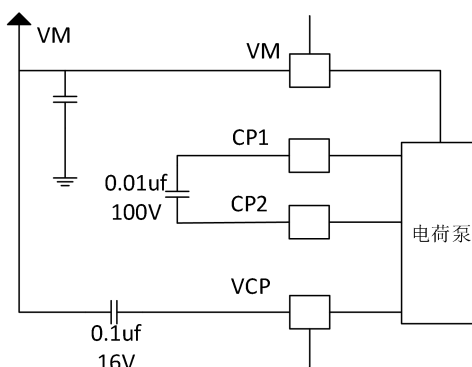 VM
VM
CP1
0.01uf
100V
CP2
电荷泵
VCP
0.1uf
16V